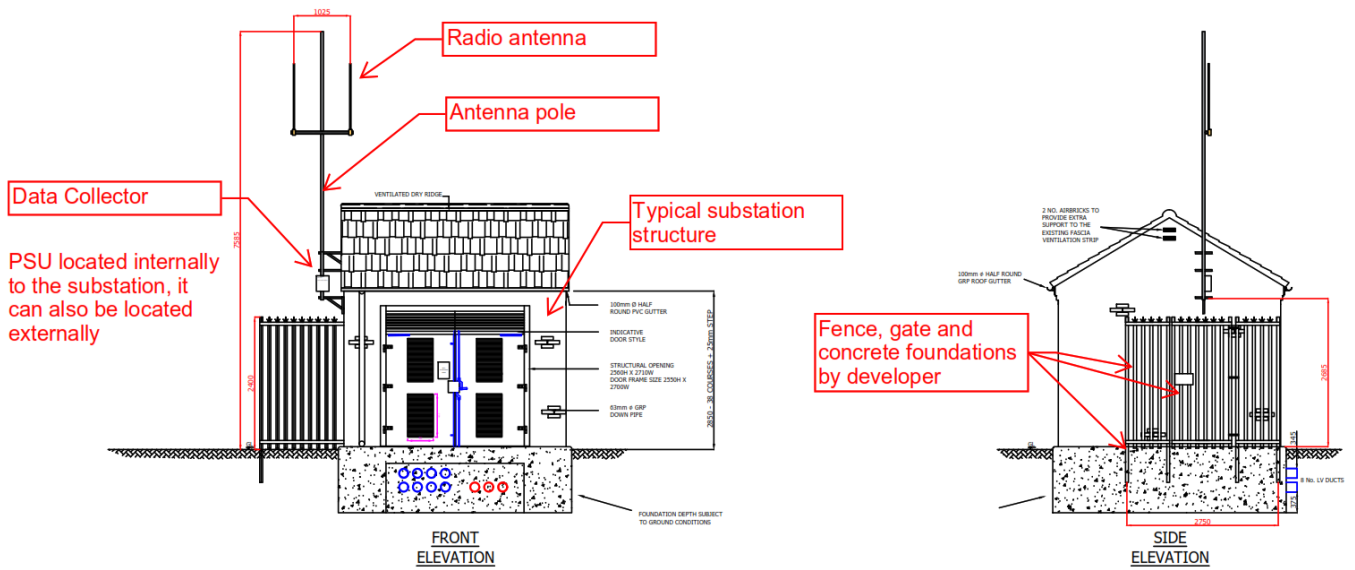 1025
Radio antenna
Antenna pole
Data Collector
7585
PSU located internally
to the substation, it
can also be located
externally
VENTILATED DRY RIDGE
Typical substation
structure
100mm Ø HALF
ROUND PVC GUTTER
INDICATIVE
DOOR STYLE
STRUCTURAL OPENING
2560H X 2710W
DOOR FRAME SIZE 2550H X
2700W
63mm ø GRP
DOWN PIPE
2850 - 38 COURSES + 25mm STEP
2400
FOUNDATION DEPTH SUBJECT
TO GROUND CONDITIONS
FRONT
ELEVATION
2 NO. AIRBRICKS TO
PROVIDE EXTRA
SUPPORT TO THE
EXISTING FASCIA
VENTILATION STRIP
100mm ø HALF ROUND
GRP ROOF GUTTER
Fence, gate and
concrete foundations
by developer
2685
345
8 No. LV DUCTS
375
2750
SIDE
ELEVATION